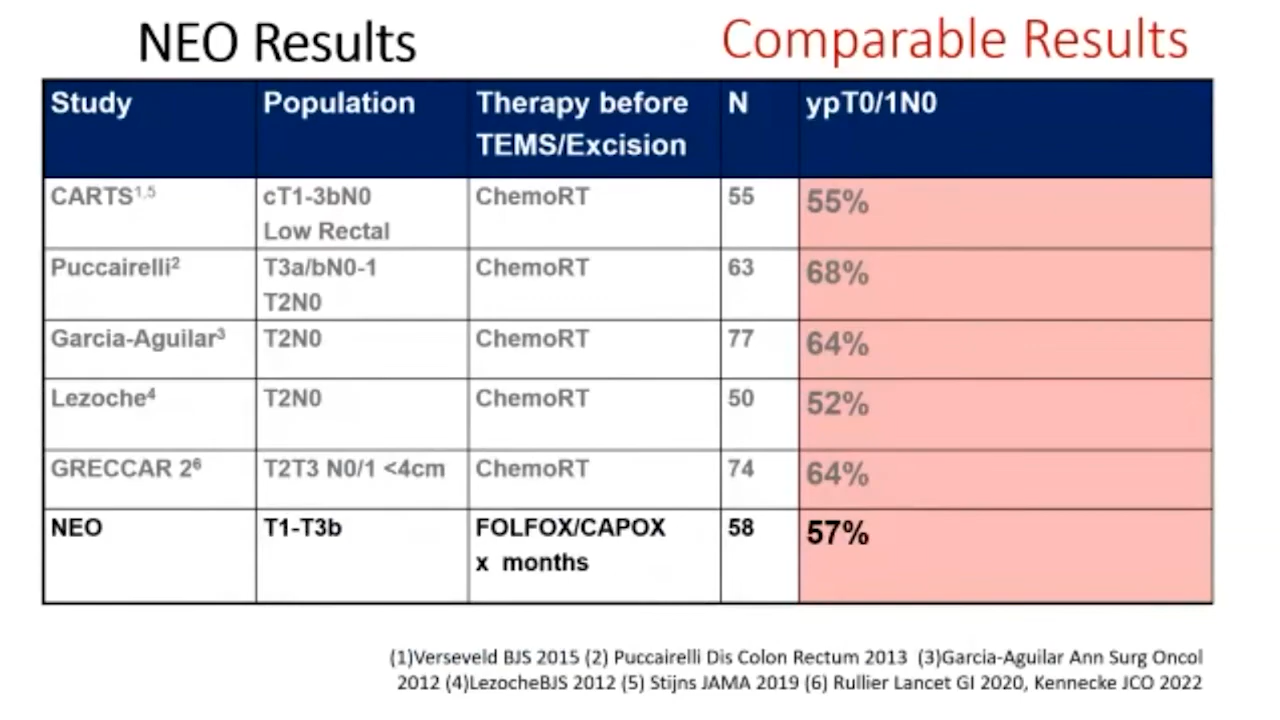 NEO Results
Comparable Results
Study Population Therapy before TEMS/Excision N ypT0/1N0
CARTS1,5 cT1-3bN0 Low Rectal ChemoRT 55 55%
Puccairelli2 T3a/bN0-1 T2N0 ChemoRT 63 68%
Garcia-Aguilar3 T2N0 ChemoRT 77 64%
Lezoche4 T2N0 ChemoRT 50 52%
GRECCAR 26 T2T3 N0/1 <4cm ChemoRT 74 64%
NEO T1-T3b FOLFOX/CAPOX x months 58 57%
(1)Verseveld BJS 2015 (2) Puccairelli Dis Colon Rectum 2013 (3)Garcia-Aguilar Ann Surg Oncol
2012 (4)LezocheBJS 2012 (5) Stijns JAMA 2019 (6) Rullier Lancet GI 2020, Kennecke JCO 2022